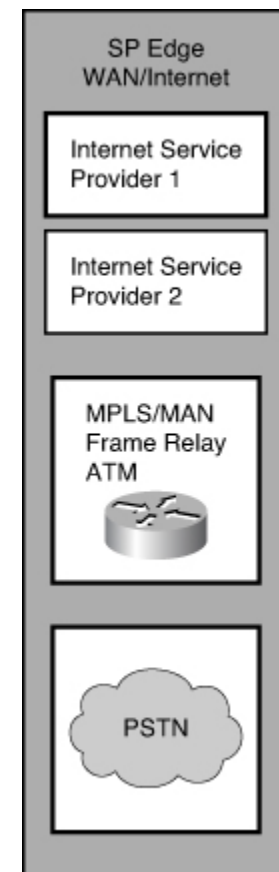 SP Edge
WAN/Internet
Internet Service
Provider 1
Internet Service
Provider 2
MPLS/MAN
Frame Relay
ATM
PSTN